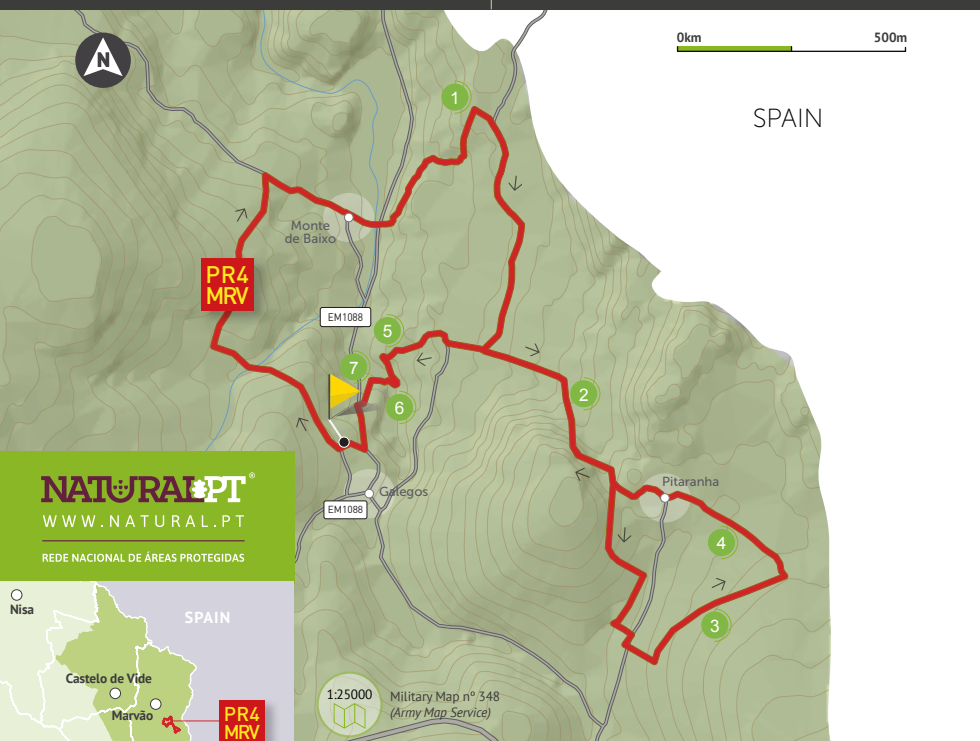 N
0km
500m
SPAIN
1
Monte
de Baixo
PR4
MRV
EM1088
5
7
6
2
Pitaranha
Galegos
EM1088
4
3
NATURAL.PT®
WWW.NATURAL.PT
REDE NACIONAL DE ÁREAS PROTEGIDAS
Nisa
SPAIN
Castelo de Vide
Marvão
PR4
MRV
1:25000
Military Map nº 348
(Army Map Service)